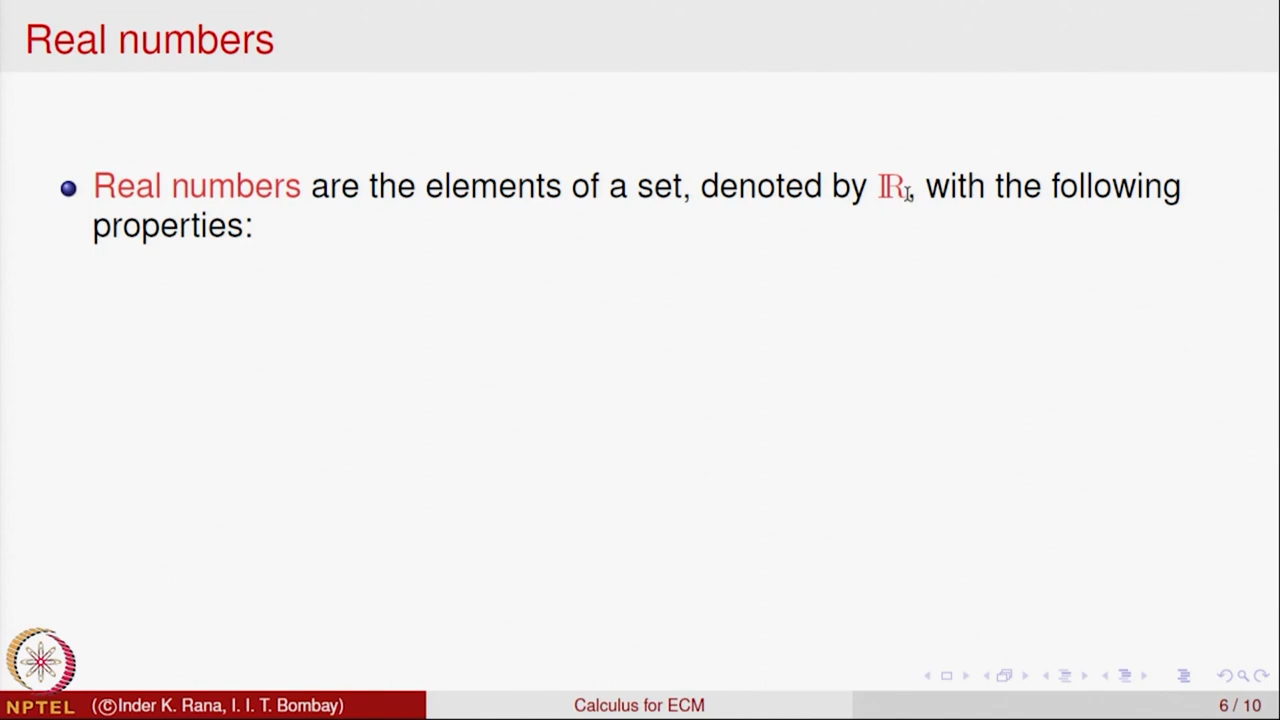 Real numbers
Real numbers are the elements of a set, denoted by ℝ, with the following
properties:
NPTEL
(©Inder K. Rana, I. I. T. Bombay)
Calculus for ECM
6 / 10